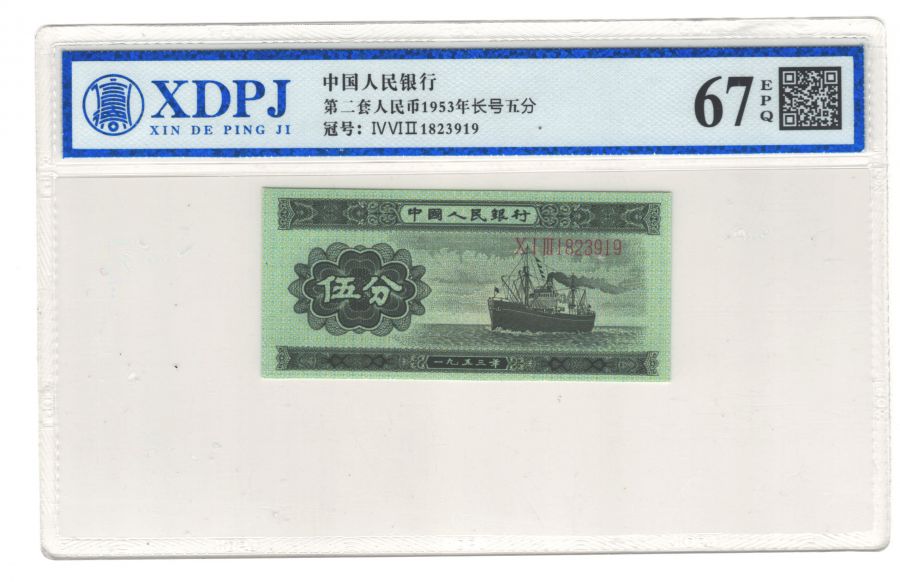 XDPJ
XIN DE PING JI
中国人民银行
第二套人民币1953年长号五分
冠号：ⅣⅥⅡ1823919
67
EPQ
中國人民銀行
X I III 1823919
伍分
一九五三年